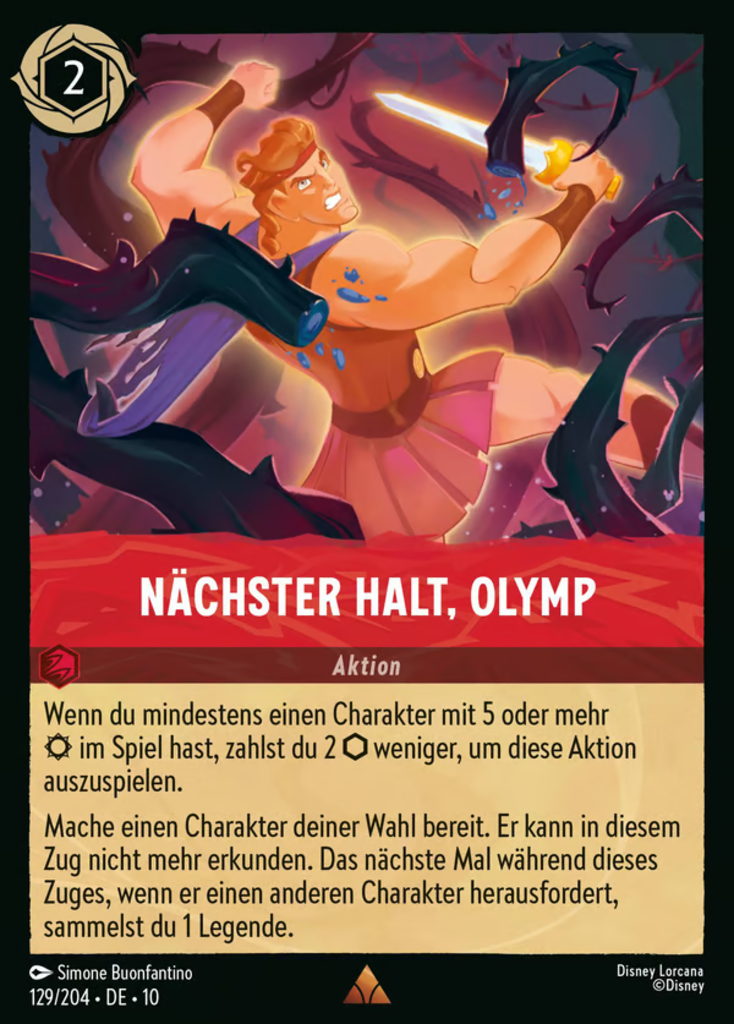 2
NÄCHSTER HALT, OLYMP
Aktion
Wenn du mindestens einen Charakter mit 5 oder mehr
im Spiel hast, zahlst du 2 weniger, um diese Aktion
auszuspielen.
Mache einen Charakter deiner Wahl bereit. Er kann in diesem
Zug nicht mehr erkunden. Das nächste Mal während dieses
Zuges, wenn er einen anderen Charakter herausfordert,
sammelst du 1 Legende.
Simone Buonfantino
129/204 • DE • 10
Disney Lorcana
©Disney